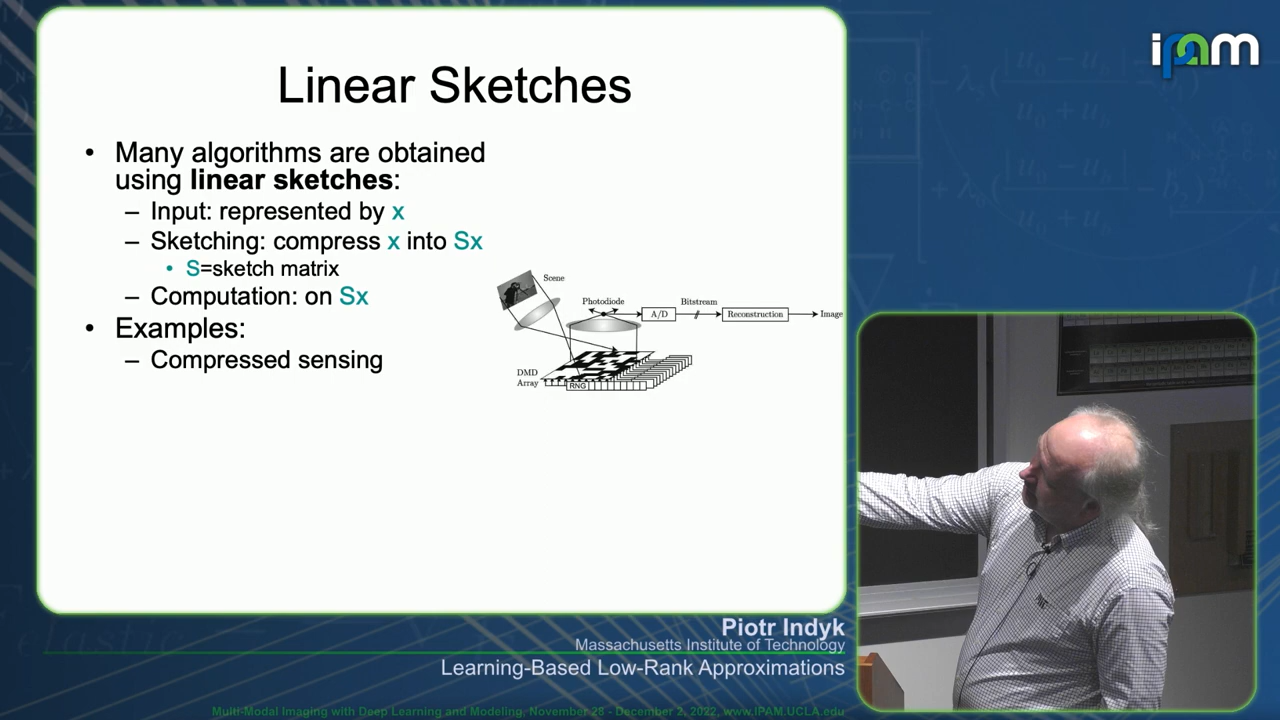 ipam
Linear Sketches
• Many algorithms are obtained
using linear sketches:
– Input: represented by x
– Sketching: compress x into Sx
• S=sketch matrix
– Computation: on Sx
• Examples:
– Compressed sensing
Scene
Photodiode
A/D
Bitstream
Reconstruction
Image
DMD
Array
RNG
Piotr Indyk
Massachusetts Institute of Technology
Learning-Based Low-Rank Approximations
Multi-Modal Imaging with Deep Learning and Modeling, November 28 - December 2, 2022, www.IPAM.UCLA.edu